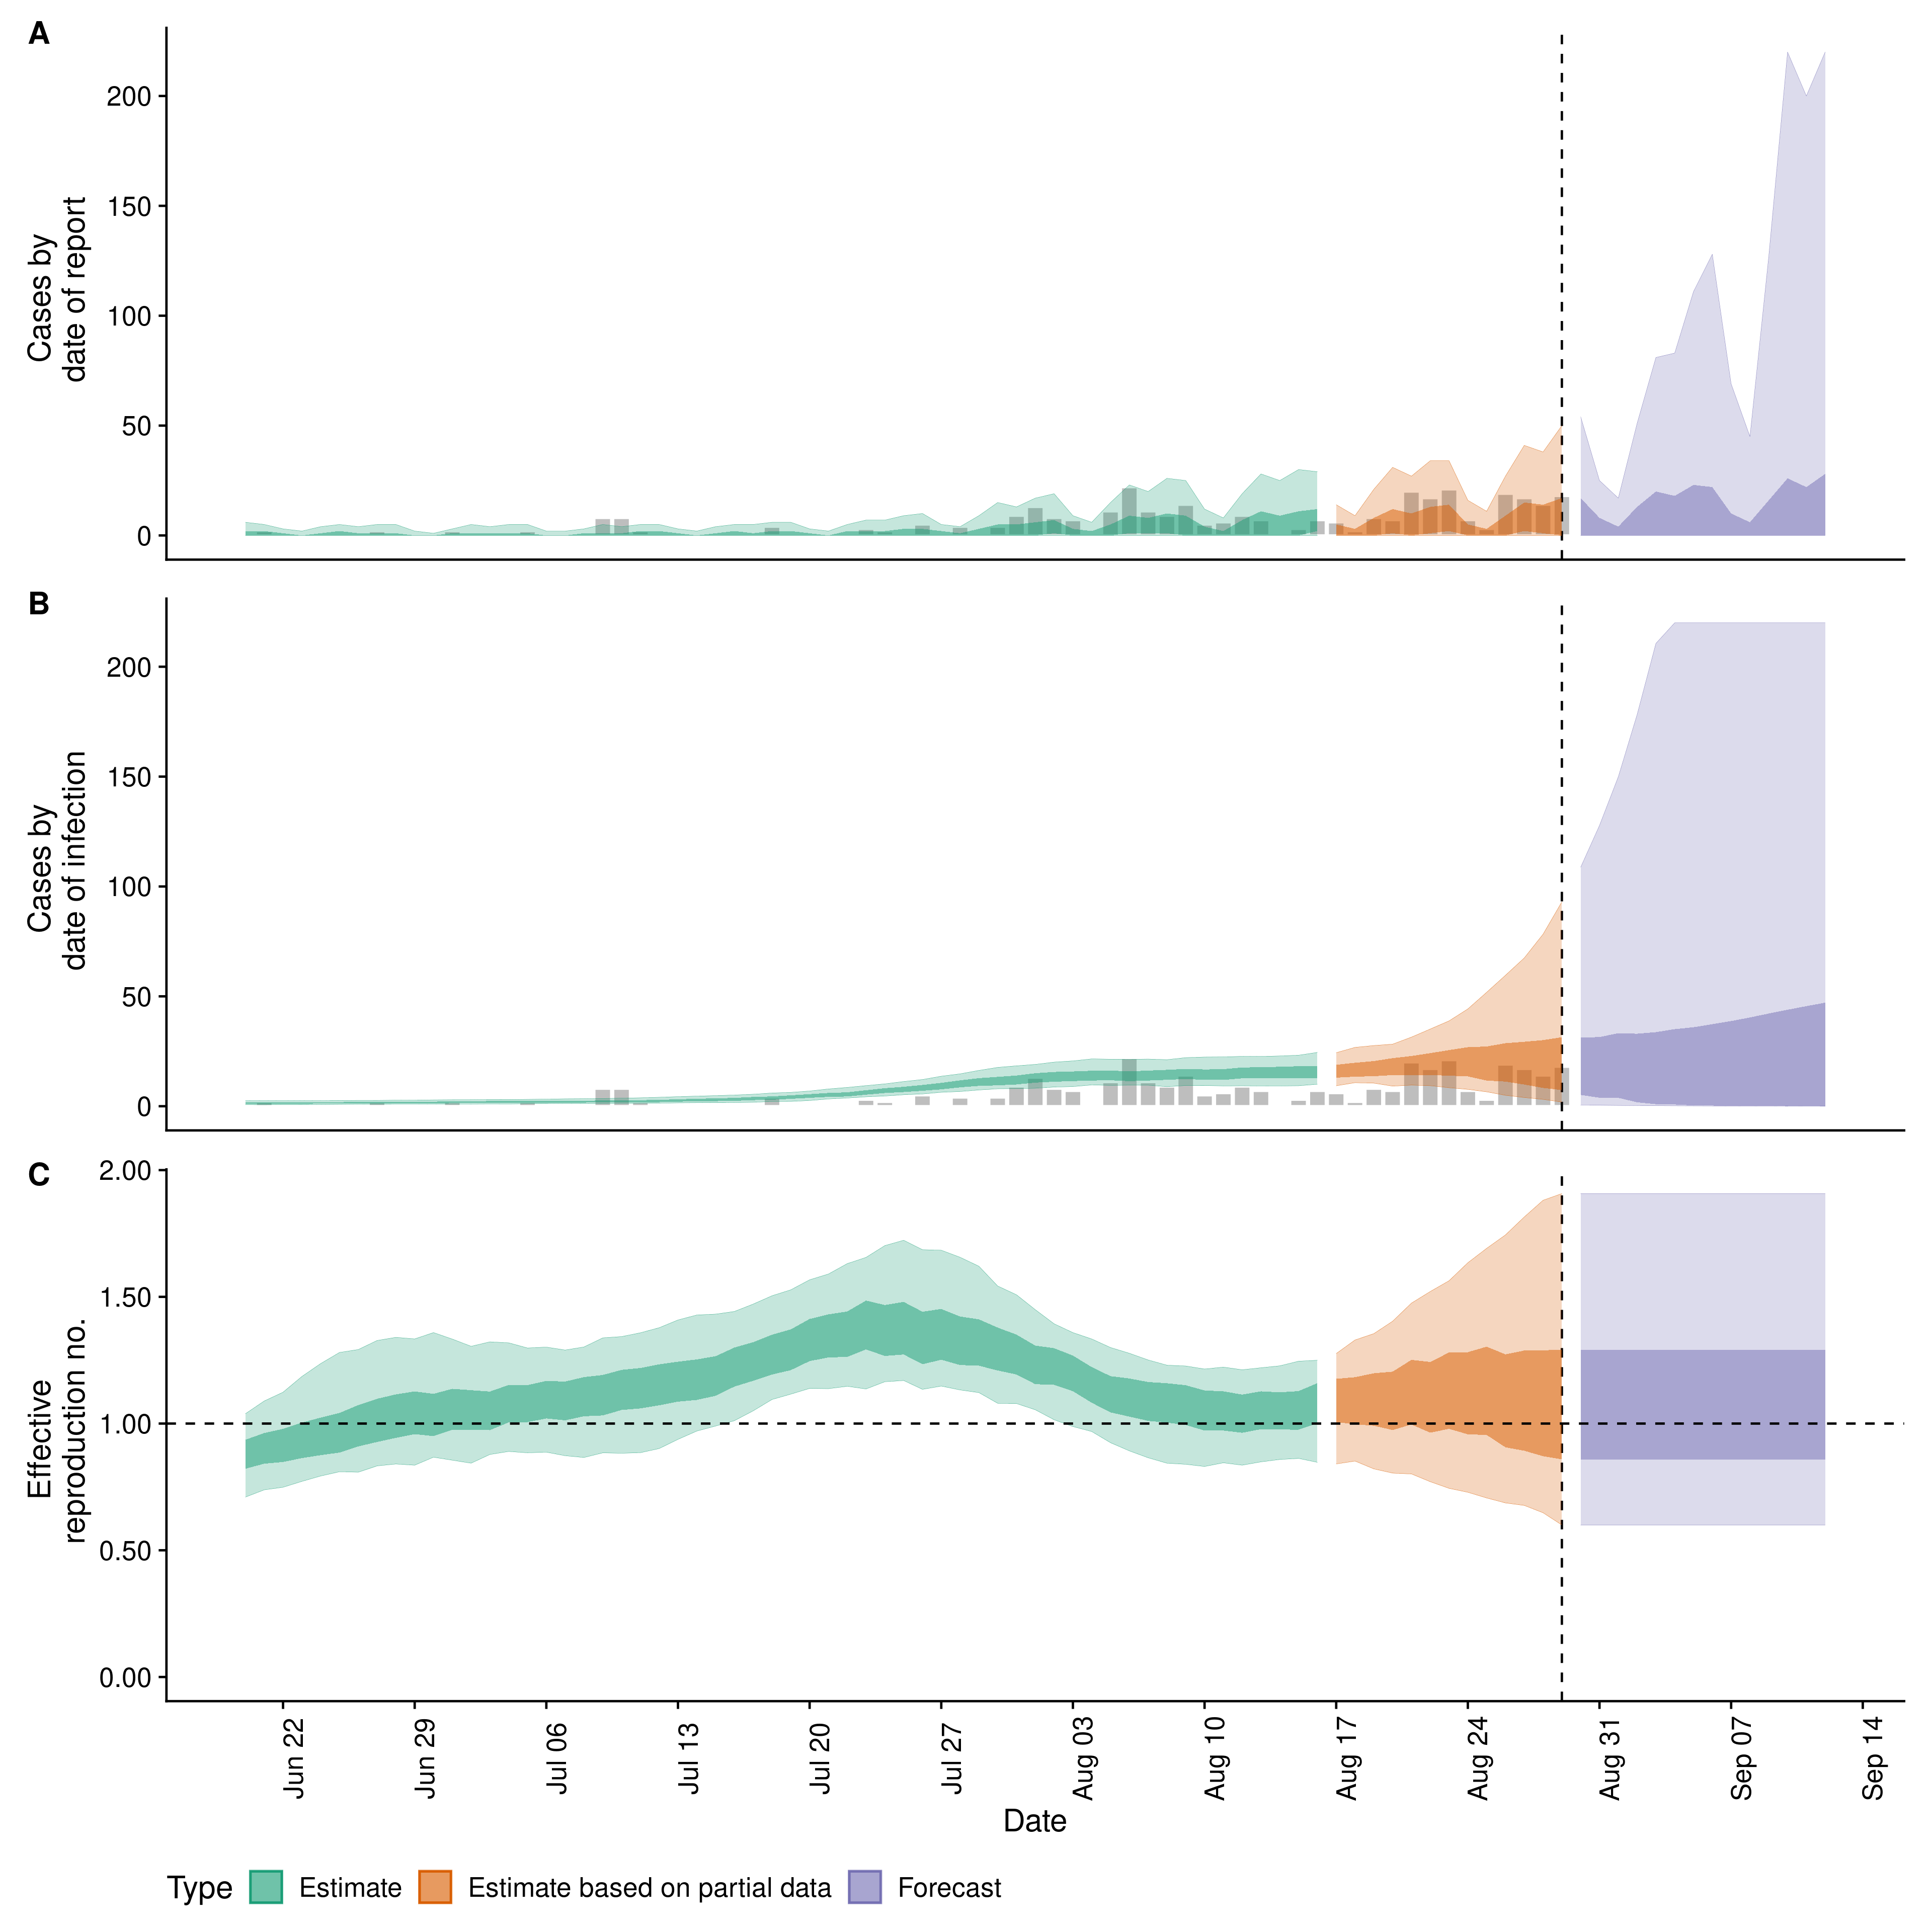 A
Cases by
date of report
200
150
100
50
0
B
Cases by
date of infection
200
150
100
50
0
C
Effective
reproduction no.
2.00
1.50
1.00
0.50
0.00
Jun 22
Jun 29
Jul 06
Jul 13
Jul 20
Jul 27
Aug 03
Aug 10
Aug 17
Aug 24
Aug 31
Sep 07
Sep 14
Date
Type Estimate Estimate based on partial data Forecast